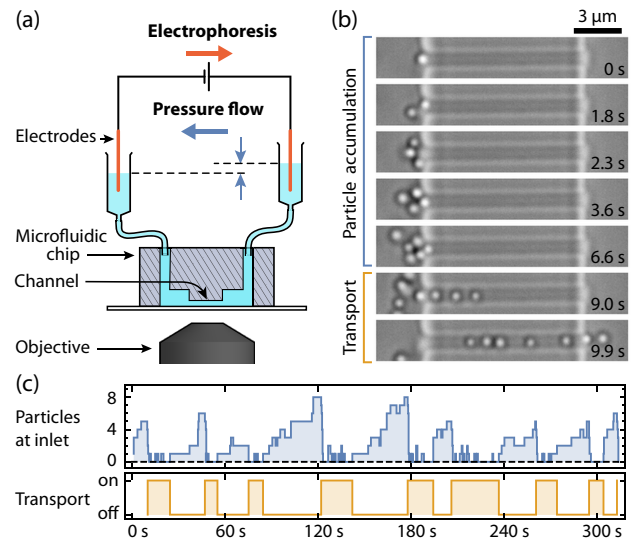 (a)
Electrophoresis
Pressure flow
Electrodes
Microfluidic
chip
Channel
Objective
(b)
3 µm
Particle accumulation
0 s
1.8 s
2.3 s
3.6 s
6.6 s
Transport
9.0 s
9.9 s
(c)
Particles
at inlet
8
4
0
Transport
on
off
0 s
60 s
120 s
180 s
240 s
300 s